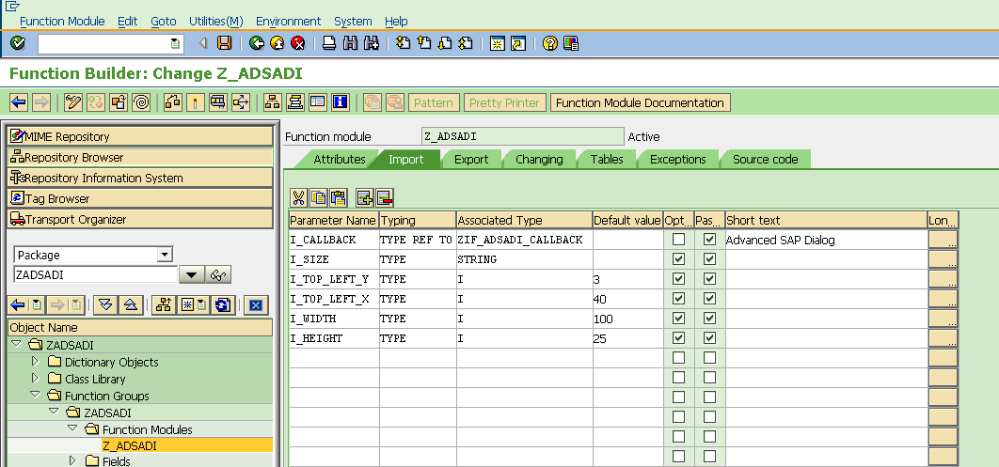 Function Module Edit Goto Utilities(M) Environment System Help
Function Builder: Change Z_ADSADI
Pattern Pretty Printer Function Module Documentation
MIME Repository
Repository Browser
Repository Information System
Tag Browser
Transport Organizer
Package
ZADSADI
Object Name
ZADSADI
Dictionary Objects
Class Library
Function Groups
ZADSADI
Function Modules
Z_ADSADI
Fields
Function module Z_ADSADI Active
Attributes Import Export Changing Tables Exceptions Source code
Parameter Name Typing Associated Type Default value Opt... Pas... Short text Lon...
I_CALLBACK TYPE REF TO ZIF_ADSADI_CALLBACK Advanced SAP Dialog
I_SIZE TYPE STRING
I_TOP_LEFT_Y TYPE I 3
I_TOP_LEFT_X TYPE I 40
I_WIDTH TYPE I 100
I_HEIGHT TYPE I 25